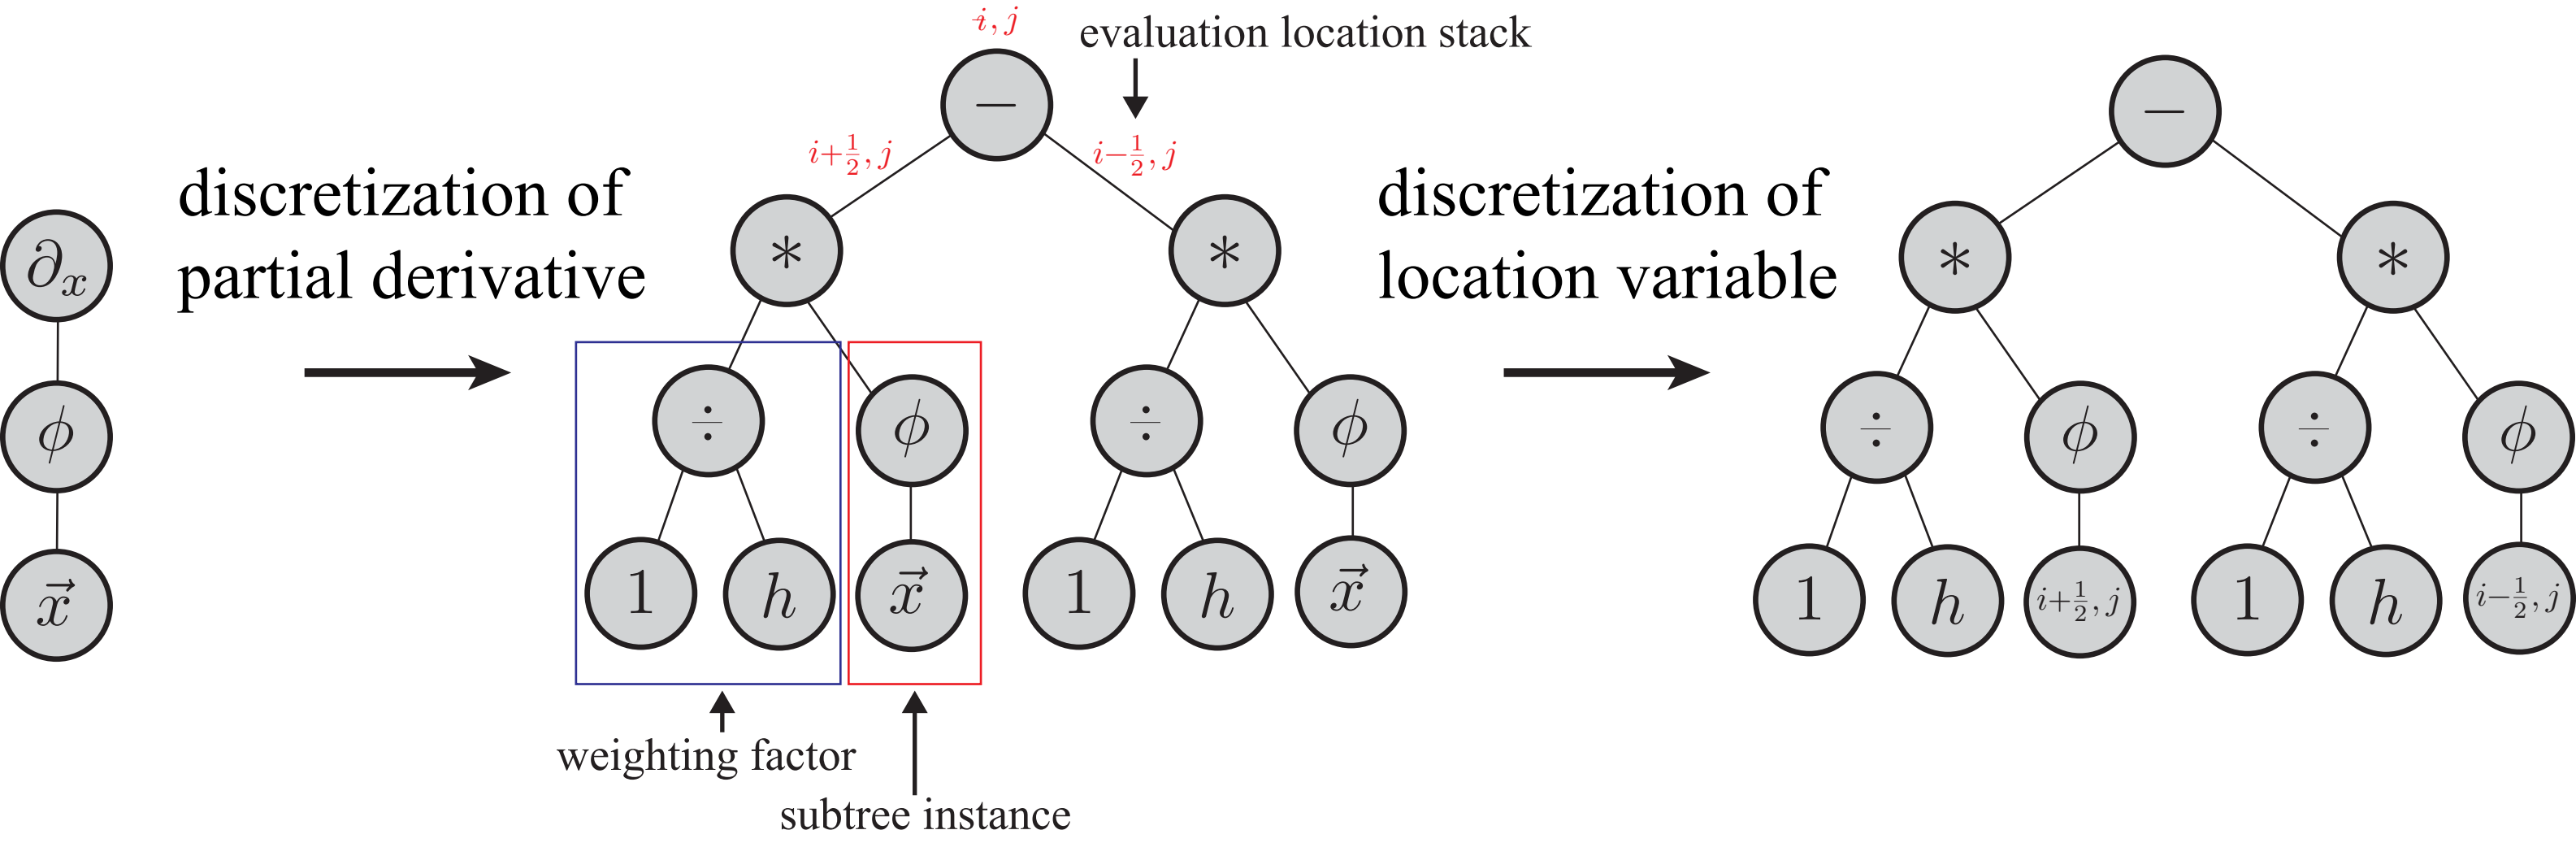 i, j
evaluation location stack
−
i+1/2, j
i−1/2, j
discretization of
partial derivative
discretization of
location variable
∂x
ϕ
x⃗
∗
∗
÷
ϕ
÷
ϕ
1
h
x⃗
1
h
x⃗
weighting factor
subtree instance
−
∗
∗
÷
ϕ
÷
ϕ
1
h
i+1/2, j
1
h
i−1/2, j